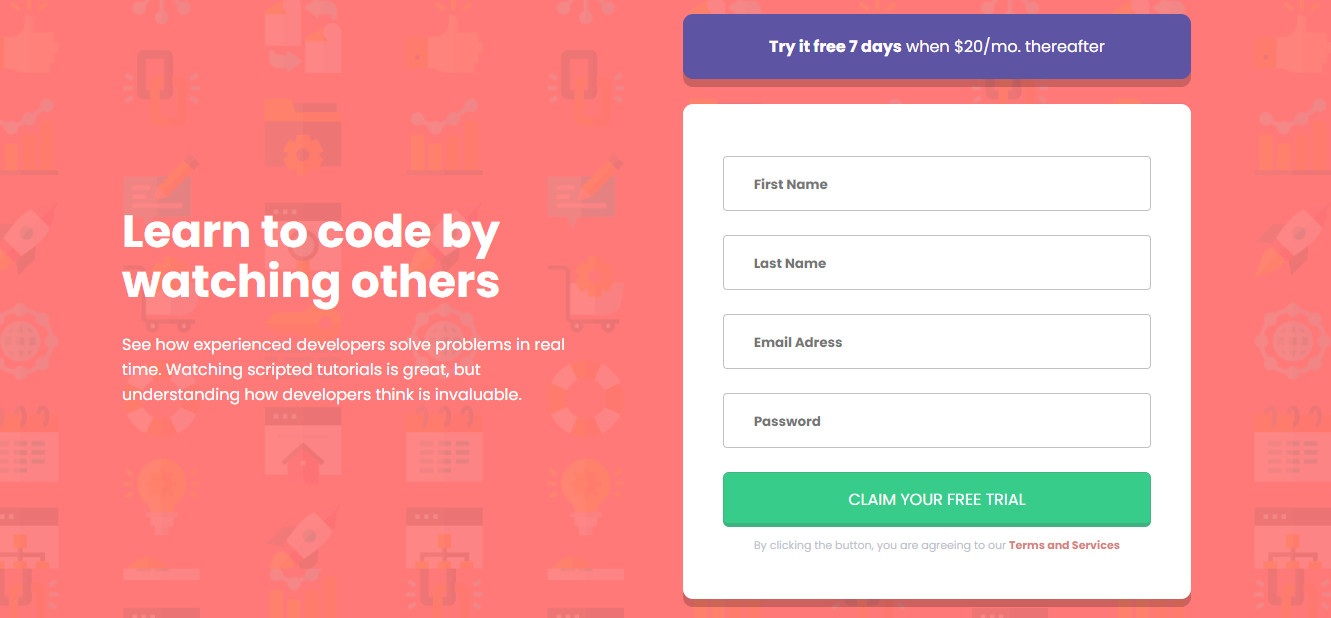 Learn to code by
watching others
See how experienced developers solve problems in real
time. Watching scripted tutorials is great, but
understanding how developers think is invaluable.
Try it free 7 days when $20/mo. thereafter
First Name
Last Name
Email Adress
Password
CLAIM YOUR FREE TRIAL
By clicking the button, you are agreeing to our Terms and Services